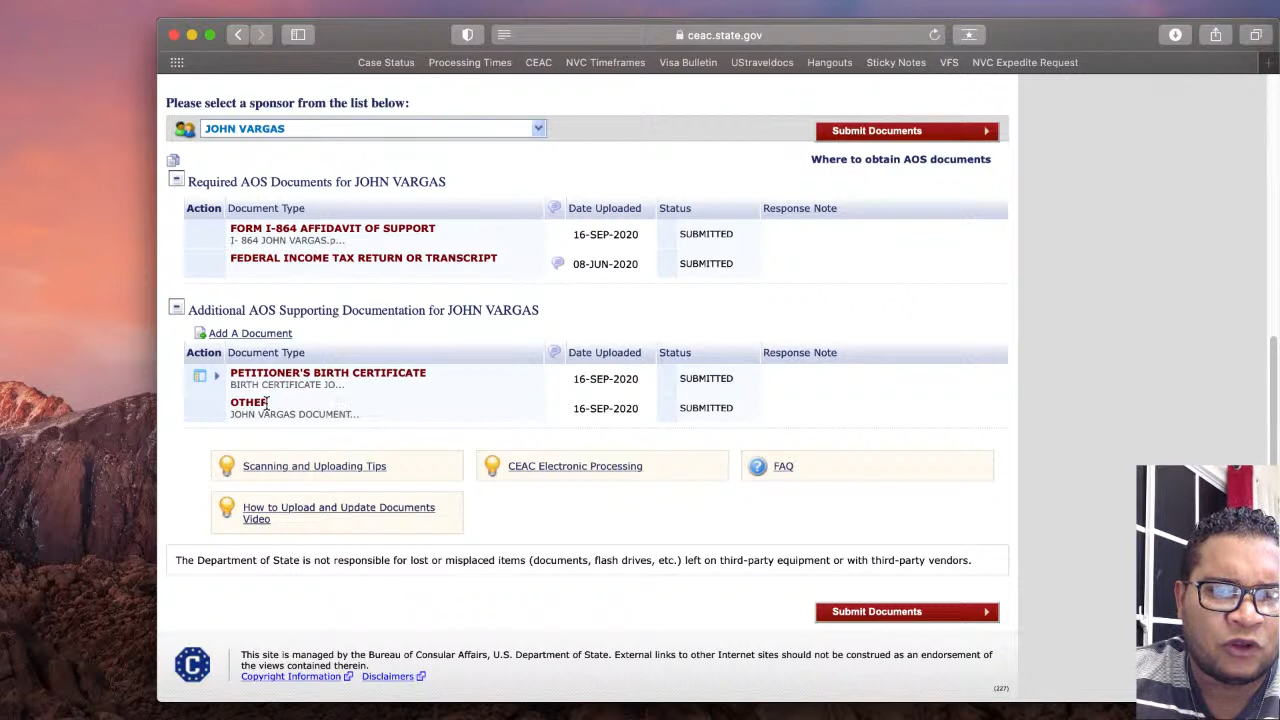 ceac.state.gov
Case Status Processing Times CEAC NVC Timeframes Visa Bulletin UStraveldocs Hangouts Sticky Notes VFS NVC Expedite Request
Please select a sponsor from the list below:
JOHN VARGAS
Submit Documents
Where to obtain AOS documents
Required AOS Documents for JOHN VARGAS
Action Document Type Date Uploaded Status Response Note
FORM I-864 AFFIDAVIT OF SUPPORT
I- 864 JOHN VARGAS.p...
16-SEP-2020 SUBMITTED
FEDERAL INCOME TAX RETURN OR TRANSCRIPT
08-JUN-2020 SUBMITTED
Additional AOS Supporting Documentation for JOHN VARGAS
Add A Document
Action Document Type Date Uploaded Status Response Note
PETITIONER'S BIRTH CERTIFICATE
BIRTH CERTIFICATE JO...
16-SEP-2020 SUBMITTED
OTHER
JOHN VARGAS DOCUMENT...
16-SEP-2020 SUBMITTED
Scanning and Uploading Tips
CEAC Electronic Processing
FAQ
How to Upload and Update Documents
Video
The Department of State is not responsible for lost or misplaced items (documents, flash drives, etc.) left on third-party equipment or with third-party vendors.
Submit Documents
C
This site is managed by the Bureau of Consular Affairs, U.S. Department of State. External links to other Internet sites should not be construed as an endorsement of
the views contained therein.
Copyright Information Disclaimers
(227)